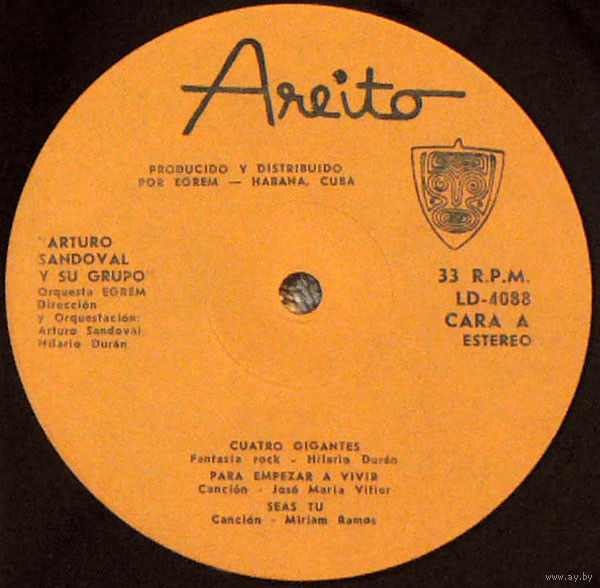 Areito
PRODUCIDO Y DISTRIBUIDO
POR EGREM — HABANA, CUBA
"ARTURO
SANDOVAL
Y SU GRUPO"
Orquesta EGREM
Dirección
y Orquestación:
Arturo Sandoval
Hilario Durán
33 R.P.M.
LD-4088
CARA A
ESTEREO
CUATRO GIGANTES
Fantasía rock - Hilario Durán
PARA EMPEZAR A VIVIR
Canción - José María Vitier
SEAS TU
Canción - Miriam Ramos
www.ay.by